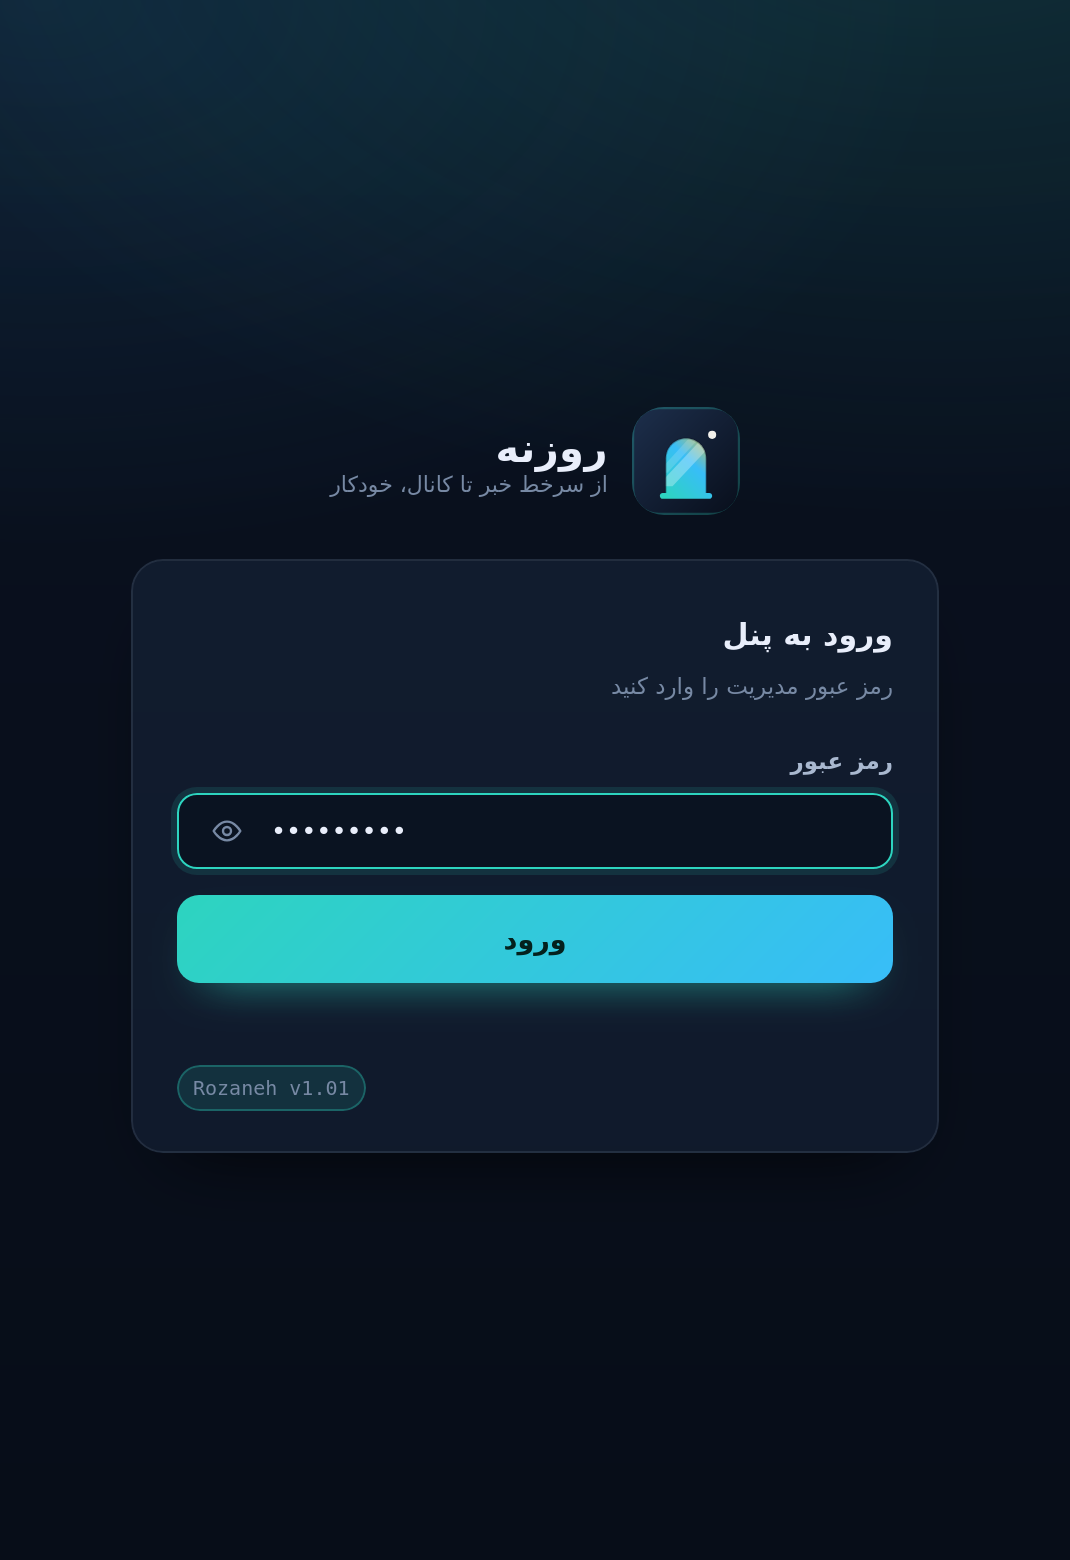 روزنه
از سرخط خبر تا کانال، خودکار
ورود به پنل
رمز عبور مدیریت را وارد کنید
رمز عبور
•••••••••
ورود
Rozaneh v1.01